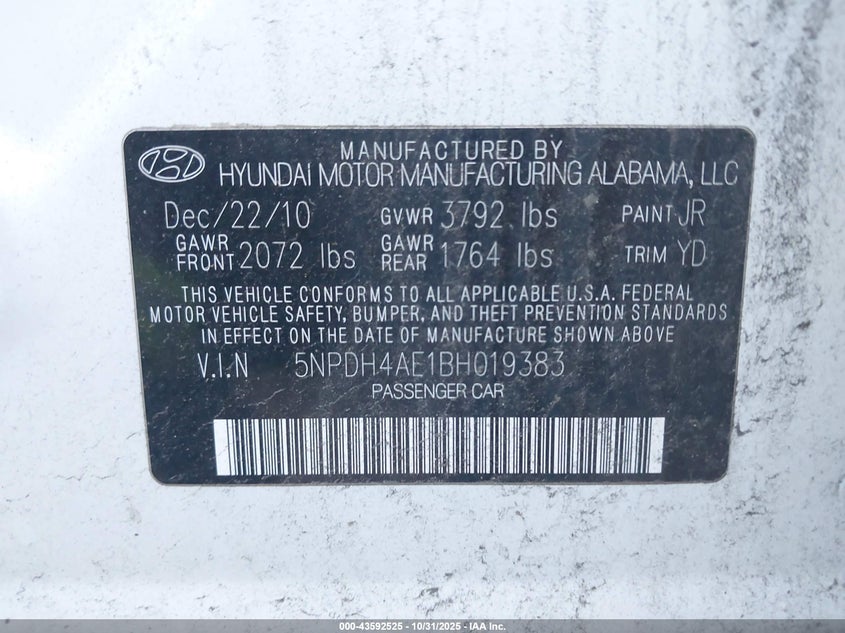 MANUFACTURED BY
HYUNDAI MOTOR MANUFACTURING ALABAMA, LLC
Dec/22/10 GVWR 3792 lbs PAINT JR
GAWR FRONT 2072 lbs GAWR REAR 1764 lbs TRIM YD
THIS VEHICLE CONFORMS TO ALL APPLICABLE U.S.A. FEDERAL
MOTOR VEHICLE SAFETY, BUMPER, AND THEFT PREVENTION STANDARDS
IN EFFECT ON THE DATE OF MANUFACTURE SHOWN ABOVE
V.I.N 5NPDH4AE1BH019383
PASSENGER CAR
000-43592525 - 10/31/2025 - © IAA Inc.